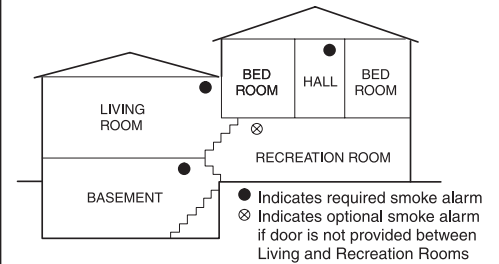 BED
ROOM
HALL
BED
ROOM
LIVING
ROOM
RECREATION ROOM
BASEMENT
Indicates required smoke alarm
Indicates optional smoke alarm
if door is not provided between
Living and Recreation Rooms